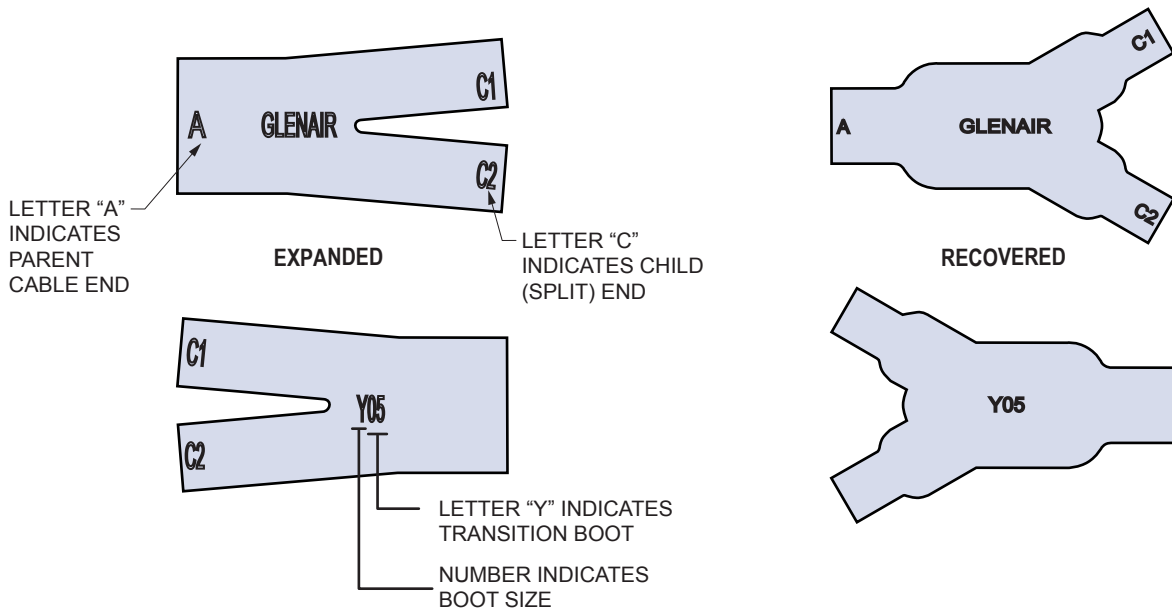 A
GLENAIR
C1
C2
LETTER “A”
INDICATES
PARENT
CABLE END
EXPANDED
LETTER “C”
INDICATES CHILD
(SPLIT) END
A
GLENAIR
C1
C2
RECOVERED
C1
C2
Y05
LETTER “Y” INDICATES
TRANSITION BOOT
NUMBER INDICATES
BOOT SIZE
Y05